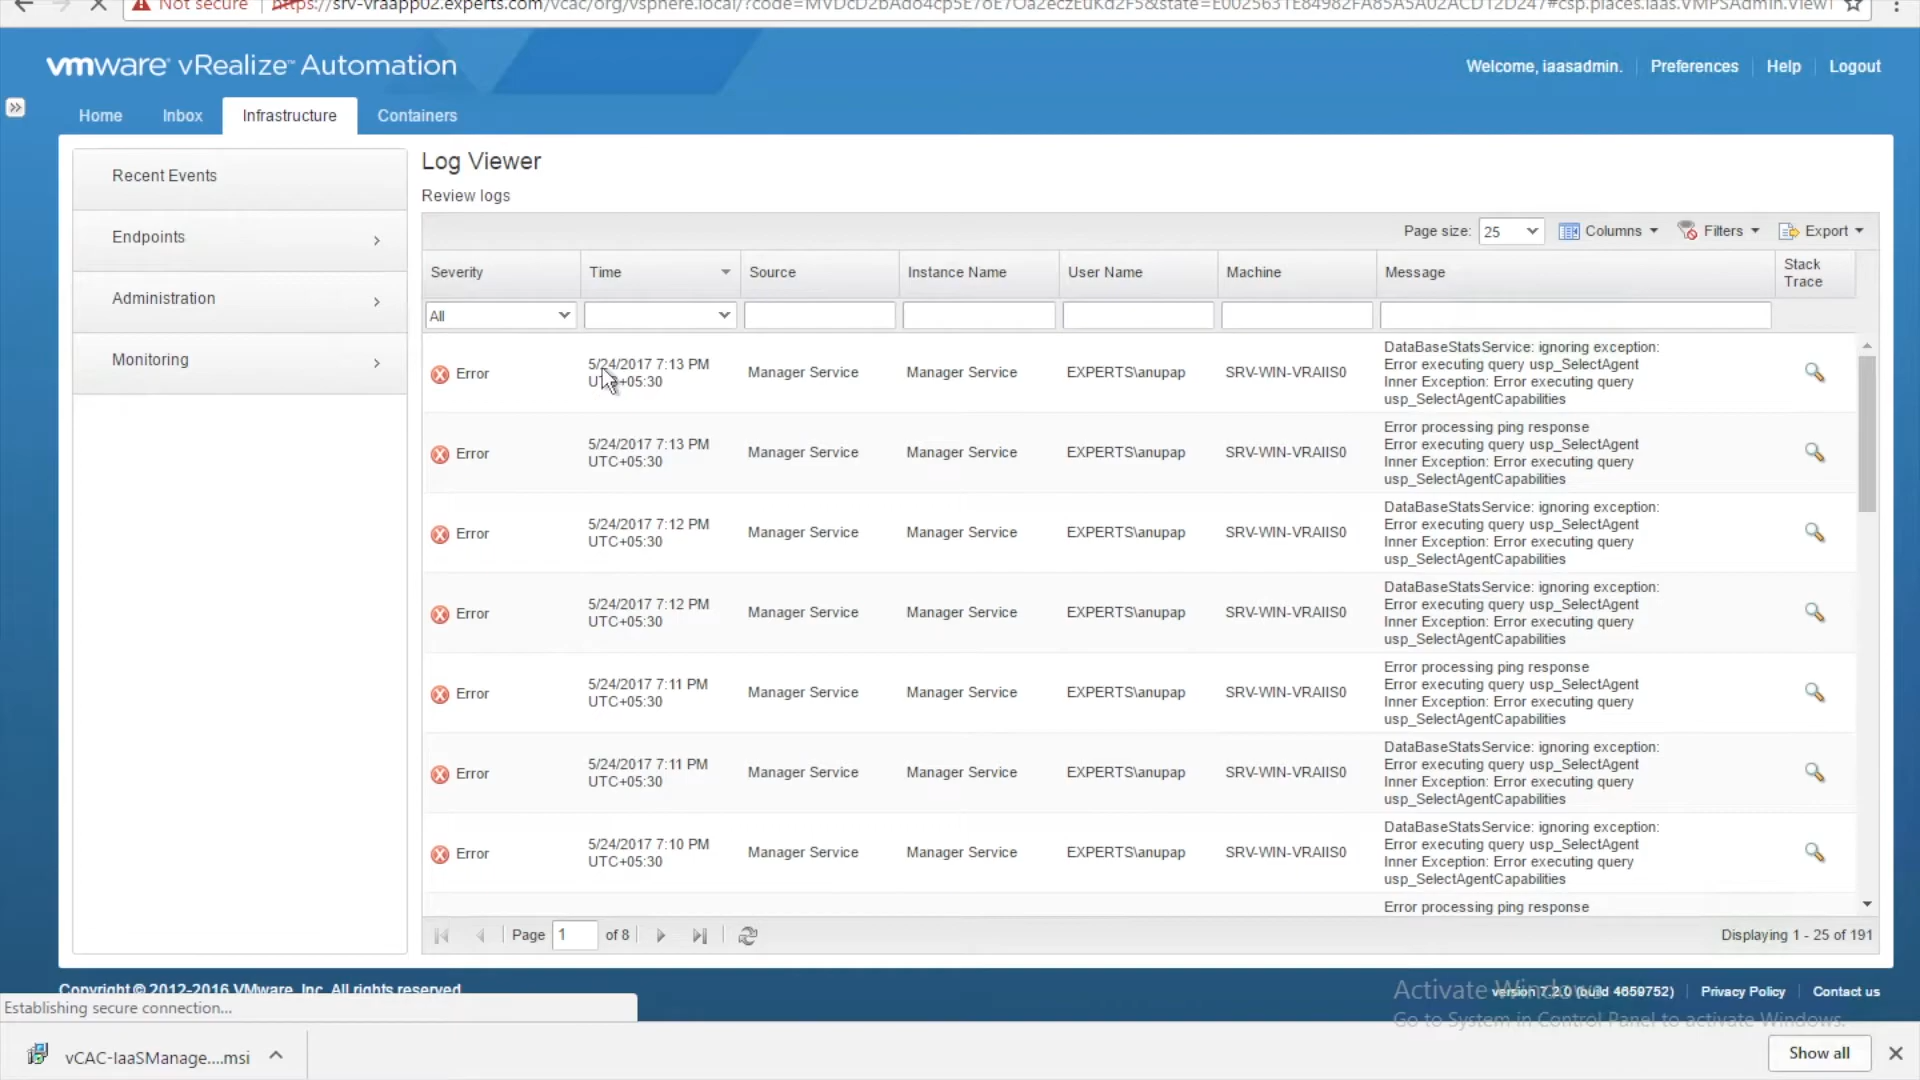 Not secure
https://srv-vraapp02.experts.com/vcac/org/vsphere.local/?code=
vmware vRealize™ Automation
Welcome, iaasadmin.
Preferences
Help
Logout
Home
Inbox
Infrastructure
Containers
Recent Events
Endpoints
Administration
Monitoring
Log Viewer
Review logs
Page size: 25
Columns
Filters
Export
Severity
Time
Source
Instance Name
User Name
Machine
Message
Stack
Trace
All
Error
5/24/2017 7:13 PM
UTC+05:30
Manager Service
Manager Service
EXPERTS\anupap
SRV-WIN-VRAIIS0
DataBaseStatsService: ignoring exception:
Error executing query usp_SelectAgent
Inner Exception: Error executing query
usp_SelectAgentCapabilities
Error
5/24/2017 7:13 PM
UTC+05:30
Manager Service
Manager Service
EXPERTS\anupap
SRV-WIN-VRAIIS0
Error processing ping response
Error executing query usp_SelectAgent
Inner Exception: Error executing query
usp_SelectAgentCapabilities
Error
5/24/2017 7:12 PM
UTC+05:30
Manager Service
Manager Service
EXPERTS\anupap
SRV-WIN-VRAIIS0
DataBaseStatsService: ignoring exception:
Error executing query usp_SelectAgent
Inner Exception: Error executing query
usp_SelectAgentCapabilities
Error
5/24/2017 7:12 PM
UTC+05:30
Manager Service
Manager Service
EXPERTS\anupap
SRV-WIN-VRAIIS0
DataBaseStatsService: ignoring exception:
Error executing query usp_SelectAgent
Inner Exception: Error executing query
usp_SelectAgentCapabilities
Error
5/24/2017 7:11 PM
UTC+05:30
Manager Service
Manager Service
EXPERTS\anupap
SRV-WIN-VRAIIS0
Error processing ping response
Error executing query usp_SelectAgent
Inner Exception: Error executing query
usp_SelectAgentCapabilities
Error
5/24/2017 7:11 PM
UTC+05:30
Manager Service
Manager Service
EXPERTS\anupap
SRV-WIN-VRAIIS0
DataBaseStatsService: ignoring exception:
Error executing query usp_SelectAgent
Inner Exception: Error executing query
usp_SelectAgentCapabilities
Error
5/24/2017 7:10 PM
UTC+05:30
Manager Service
Manager Service
EXPERTS\anupap
SRV-WIN-VRAIIS0
DataBaseStatsService: ignoring exception:
Error executing query usp_SelectAgent
Inner Exception: Error executing query
usp_SelectAgentCapabilities
Error processing ping response
Page 1 of 8
Displaying 1 - 25 of 191
Copyright © 2012-2016 VMware, Inc. All rights reserved.
version 7.2.0 (build 4659752)
Privacy Policy
Contact us
Activate Windows
Go to System in Control Panel to activate Windows.
Establishing secure connection...
vCAC-IaaSManage....msi
Show all